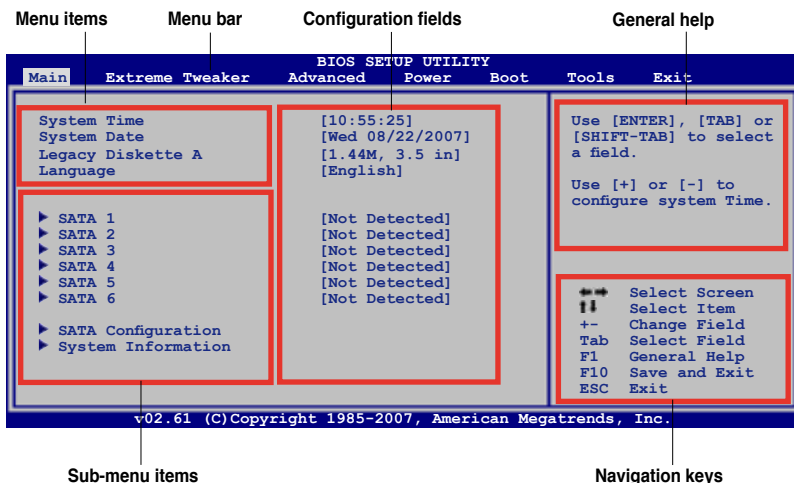 Menu items Menu bar Configuration fields General help
BIOS SETUP UTILITY
Main Extreme Tweaker Advanced Power Boot Tools Exit
System Time [10:55:25]
System Date [Wed 08/22/2007]
Legacy Diskette A [1.44M, 3.5 in]
Language [English]
SATA 1 [Not Detected]
SATA 2 [Not Detected]
SATA 3 [Not Detected]
SATA 4 [Not Detected]
SATA 5 [Not Detected]
SATA 6 [Not Detected]
SATA Configuration
System Information
Use [ENTER], [TAB] or
[SHIFT-TAB] to select
a field.
Use [+] or [-] to
configure system Time.
Select Screen
Select Item
+- Change Field
Tab Select Field
F1 General Help
F10 Save and Exit
ESC Exit
v02.61 (C)Copyright 1985-2007, American Megatrends, Inc.
Sub-menu items Navigation keys